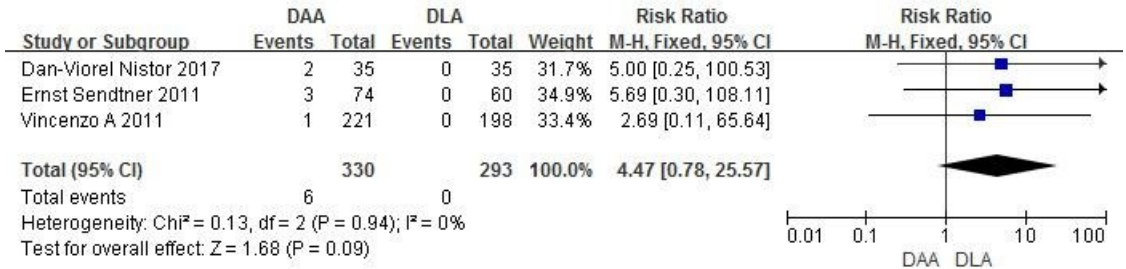 DAA DLA Risk Ratio Risk Ratio
Study or Subgroup Events Total Events Total Weight M-H, Fixed, 95% CI M-H, Fixed, 95% CI
Dan-Viorel Nistor 2017 2 35 0 35 31.7% 5.00 [0.25, 100.53]
Ernst Sendtner 2011 3 74 0 60 34.9% 5.69 [0.30, 108.11]
Vincenzo A 2011 1 221 0 198 33.4% 2.69 [0.11, 65.64]
Total (95% CI) 330 293 100.0% 4.47 [0.78, 25.57]
Total events 6 0
Heterogeneity: Chi² = 0.13, df = 2 (P = 0.94); I² = 0%
Test for overall effect: Z = 1.68 (P = 0.09)
0.01 0.1 1 10 100
DAA DLA